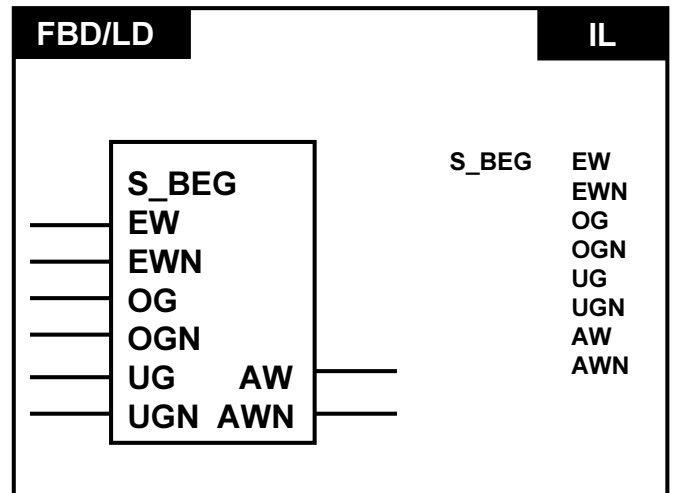 FBD/LD
IL
S_BEG
EW
EWN
OG
OGN
UG AW
UGN AWN
S_BEG EW
EWN
OG
OGN
UG
UGN
AW
AWN